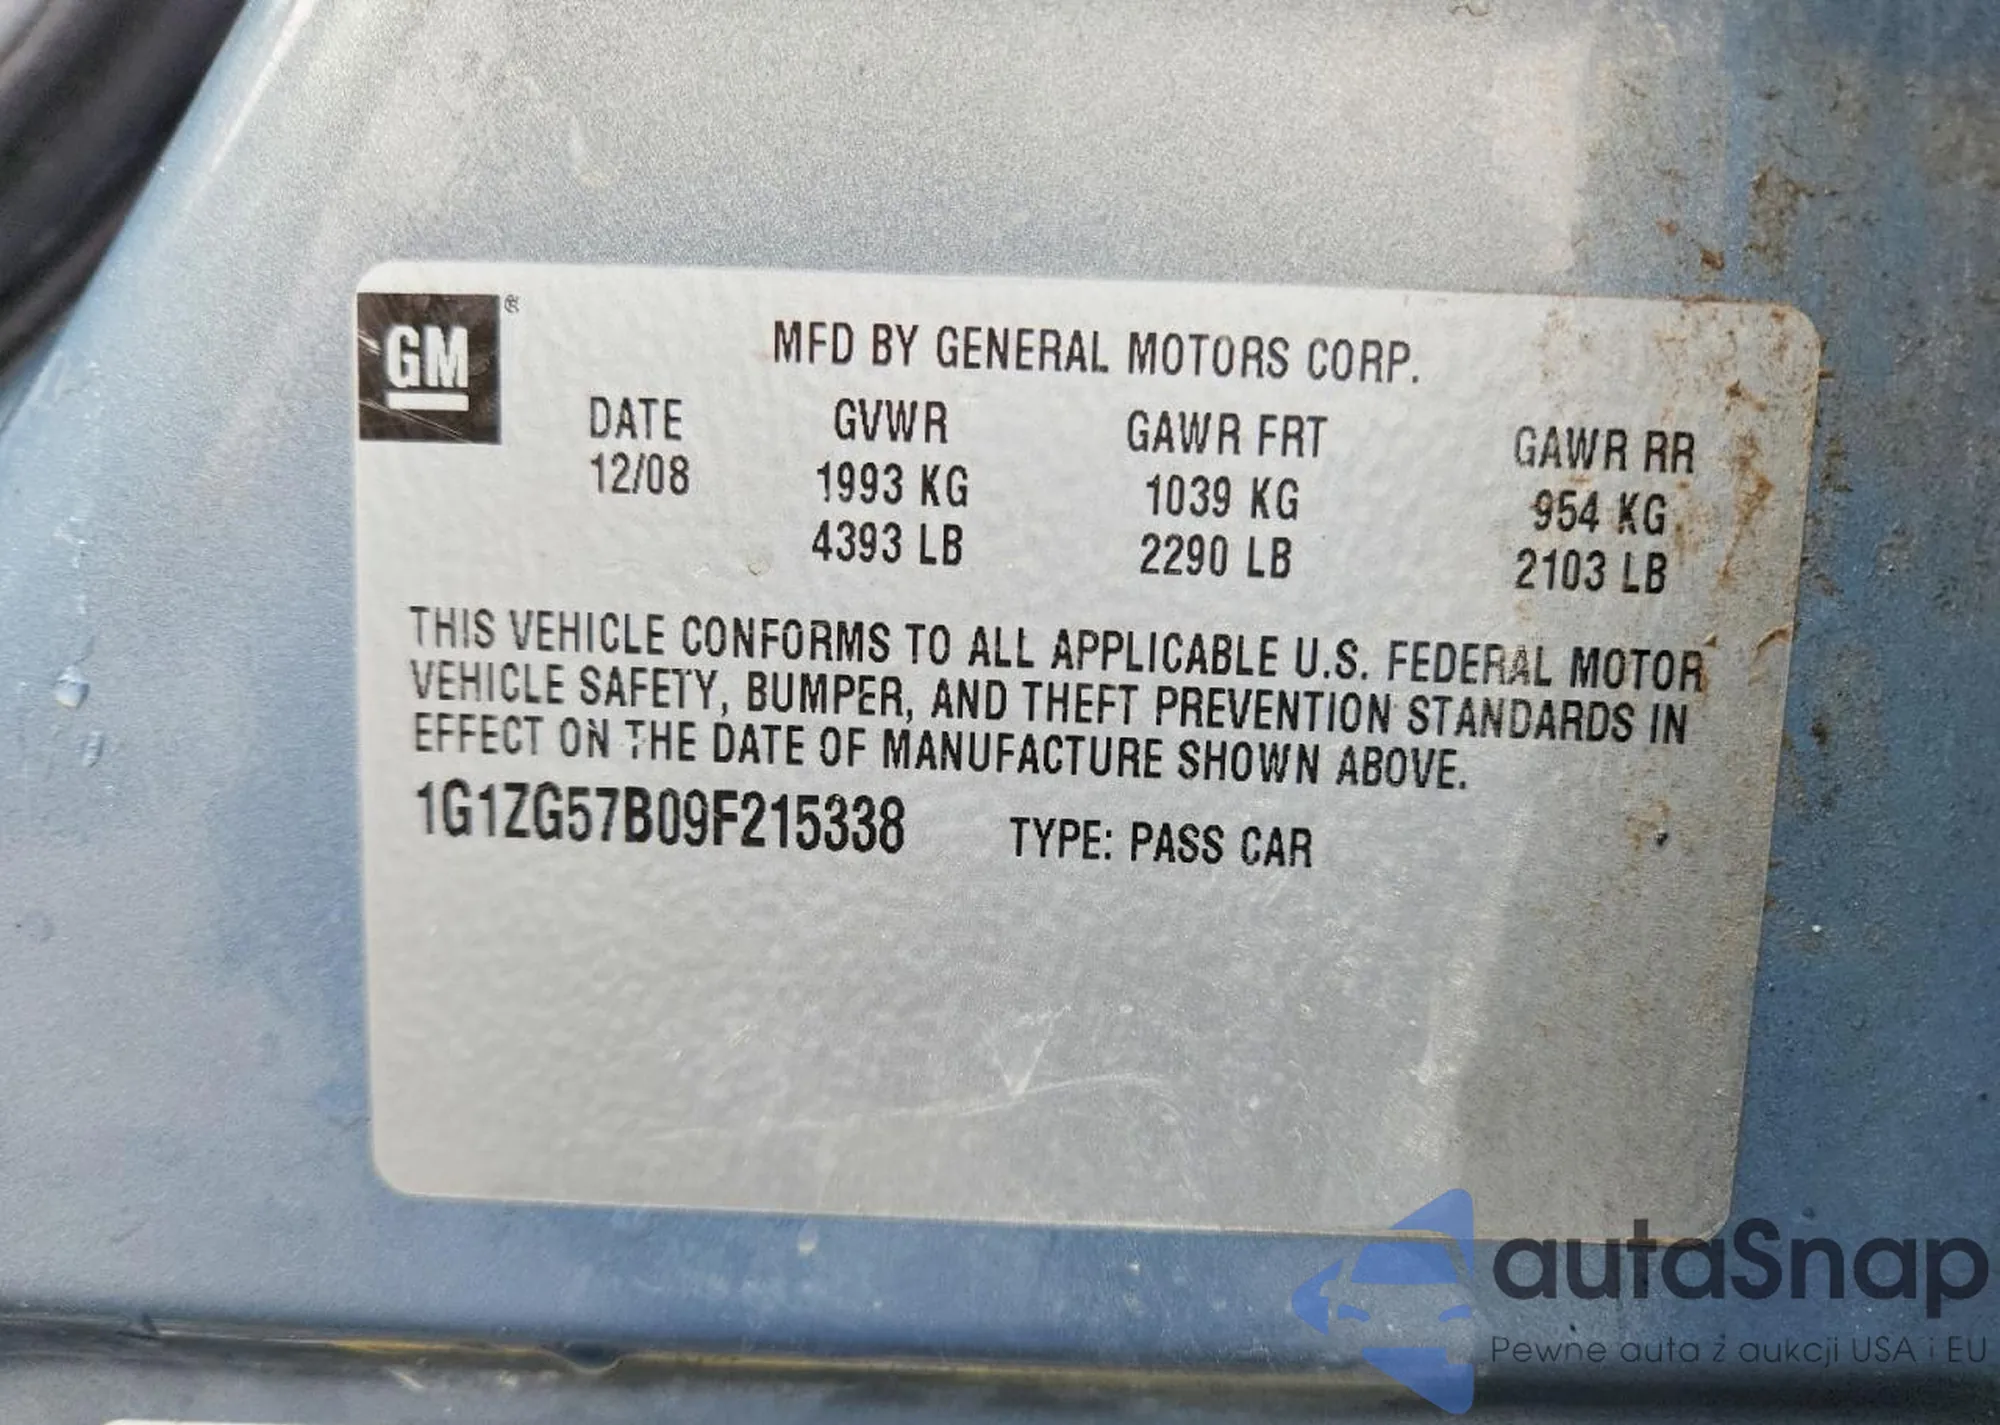 GM®
MFD BY GENERAL MOTORS CORP.
DATE GVWR GAWR FRT GAWR RR
12/08 1993 KG 1039 KG 954 KG
4393 LB 2290 LB 2103 LB
THIS VEHICLE CONFORMS TO ALL APPLICABLE U.S. FEDERAL MOTOR
VEHICLE SAFETY, BUMPER, AND THEFT PREVENTION STANDARDS IN
EFFECT ON THE DATE OF MANUFACTURE SHOWN ABOVE.
1G1ZG57B09F215338 TYPE: PASS CAR
autaSnap
Pewne auta z aukcji USA i EU